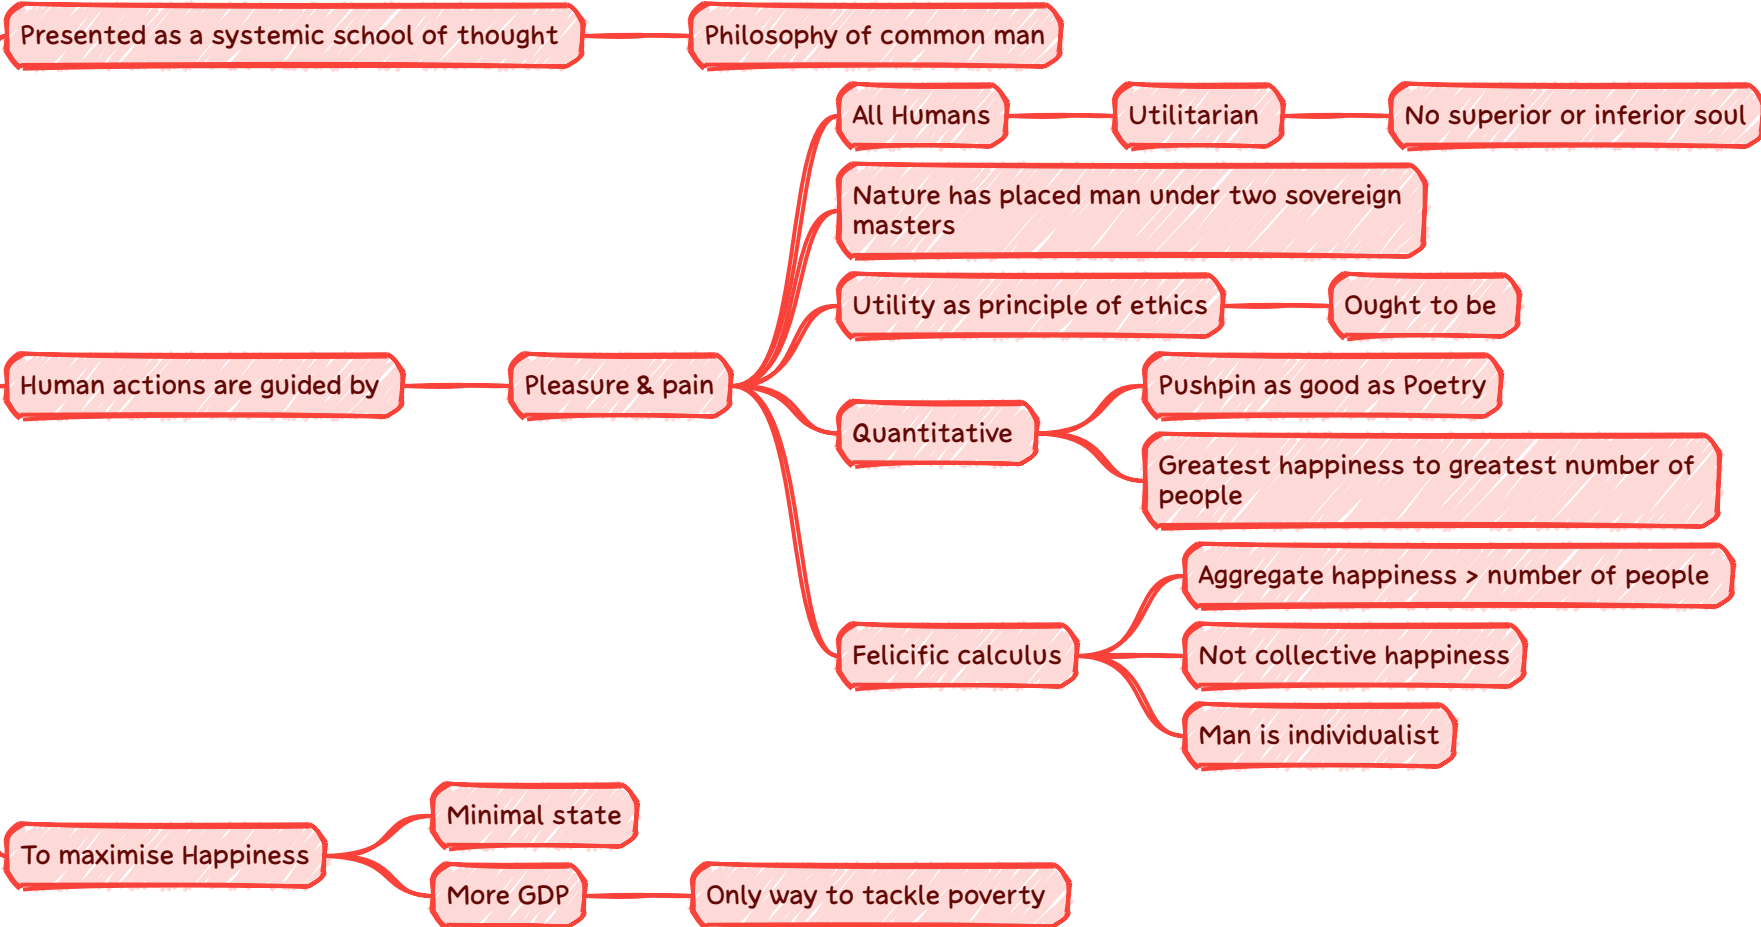 Presented as a systemic school of thought
Philosophy of common man
All Humans
Utilitarian
No superior or inferior soul
Nature has placed man under two sovereign
masters
Utility as principle of ethics
Ought to be
Human actions are guided by
Pleasure & pain
Pushpin as good as Poetry
Quantitative
Greatest happiness to greatest number of
people
Aggregate happiness > number of people
Felicific calculus
Not collective happiness
Man is individualist
Minimal state
To maximise Happiness
More GDP
Only way to tackle poverty